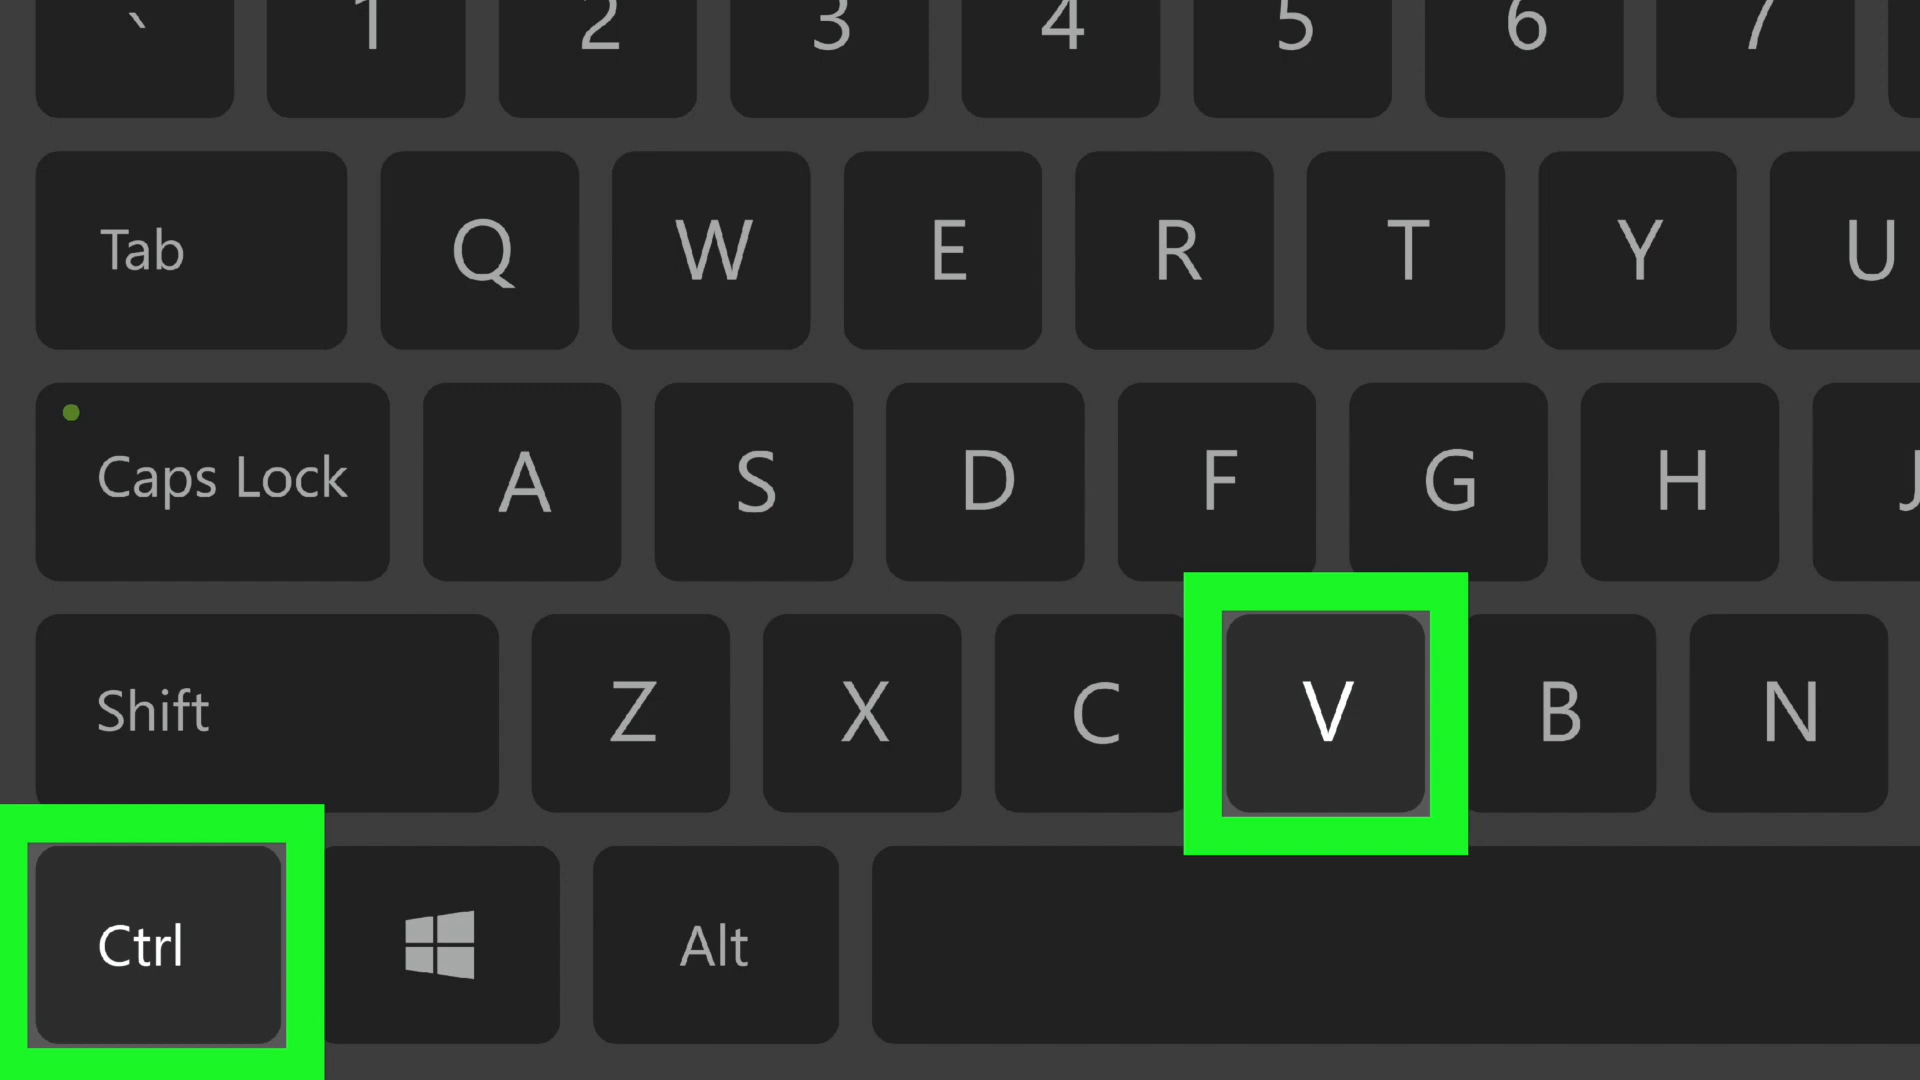 ` 1 2 3 4 5 6 7
Tab Q W E R T Y U
Caps Lock A S D F G H J
Shift Z X C V B N
Ctrl Alt